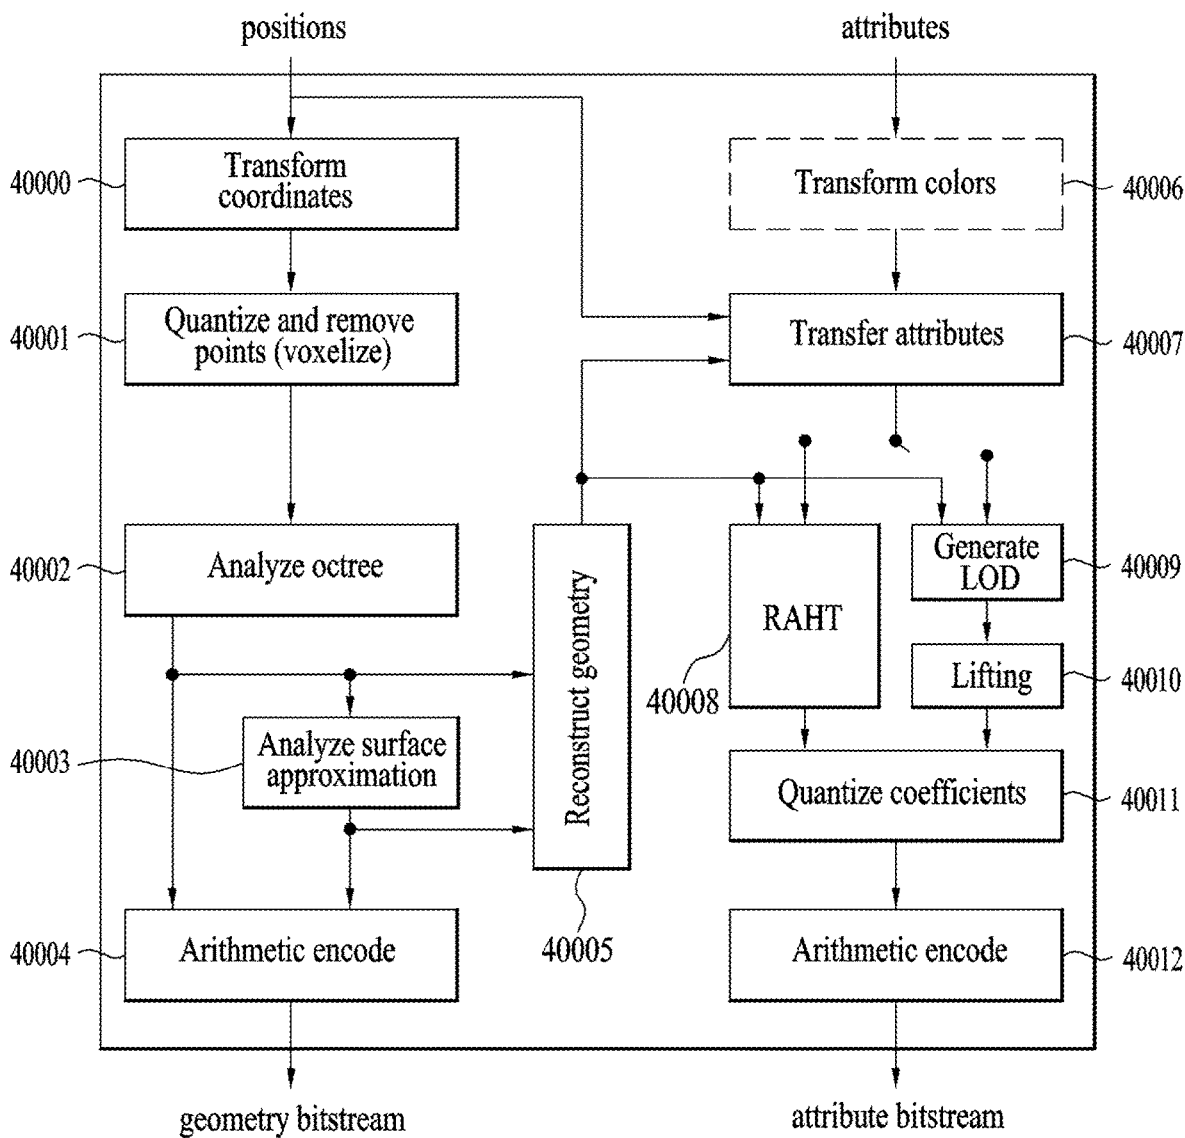 positions
attributes
Transform
coordinates
40000
Transform colors
40006
Quantize and remove
points (voxelize)
40001
Transfer attributes
40007
Analyze octree
40002
Reconstruct geometry
40005
RAHT
40008
Generate
LOD
40009
Lifting
40010
Analyze surface
approximation
40003
Quantize coefficients
40011
Arithmetic encode
40004
Arithmetic encode
40012
geometry bitstream
attribute bitstream